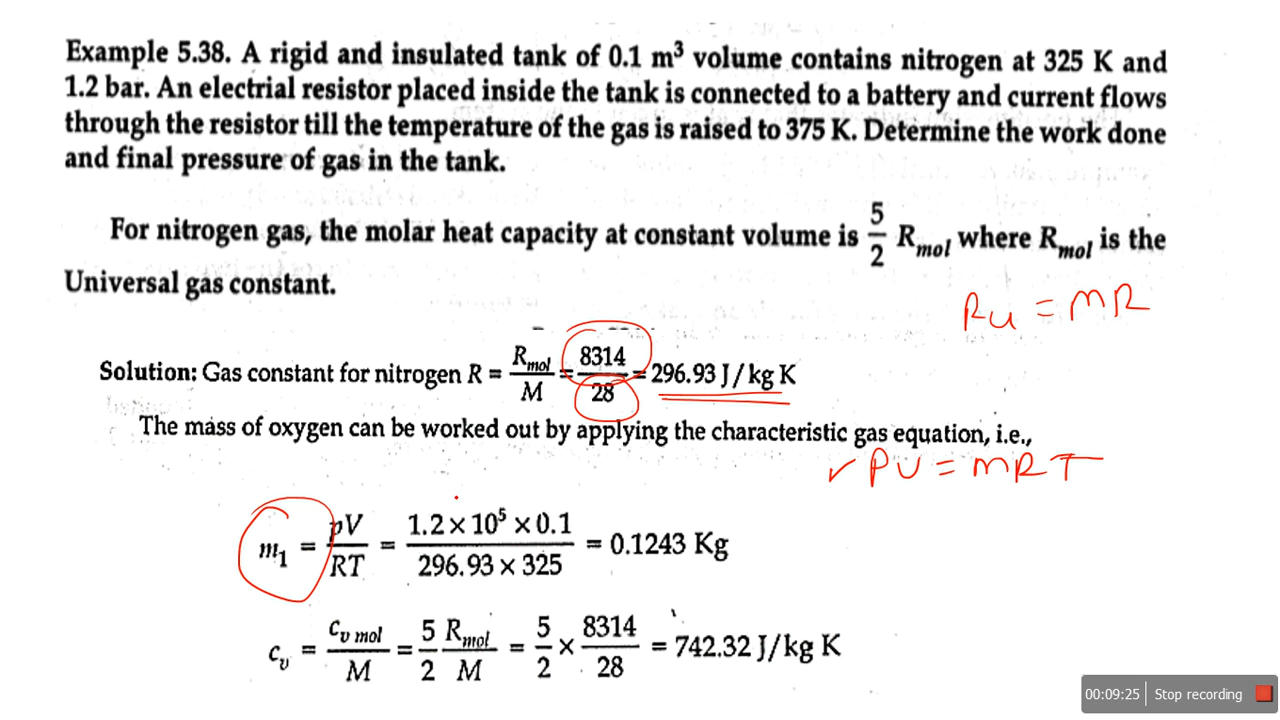 Example 5.38. A rigid and insulated tank of 0.1 m³ volume contains nitrogen at 325 K and
1.2 bar. An electrial resistor placed inside the tank is connected to a battery and current flows
through the resistor till the temperature of the gas is raised to 375 K. Determine the work done
and final pressure of gas in the tank.
For nitrogen gas, the molar heat capacity at constant volume is 5/2 R_mol where R_mol is the
Universal gas constant.
Ru = MR
Solution: Gas constant for nitrogen R = R_mol/M = 8314/28 = 296.93 J/kg K
The mass of oxygen can be worked out by applying the characteristic gas equation, i.e.,
✓ PV = mRT
m₁ = pV/RT = 1.2 × 10⁵ × 0.1/296.93 × 325 = 0.1243 Kg
c_v = c_v mol/M = 5/2 R_mol/M = 5/2 × 8314/28 = 742.32 J/kg K
00:09:25 Stop recording